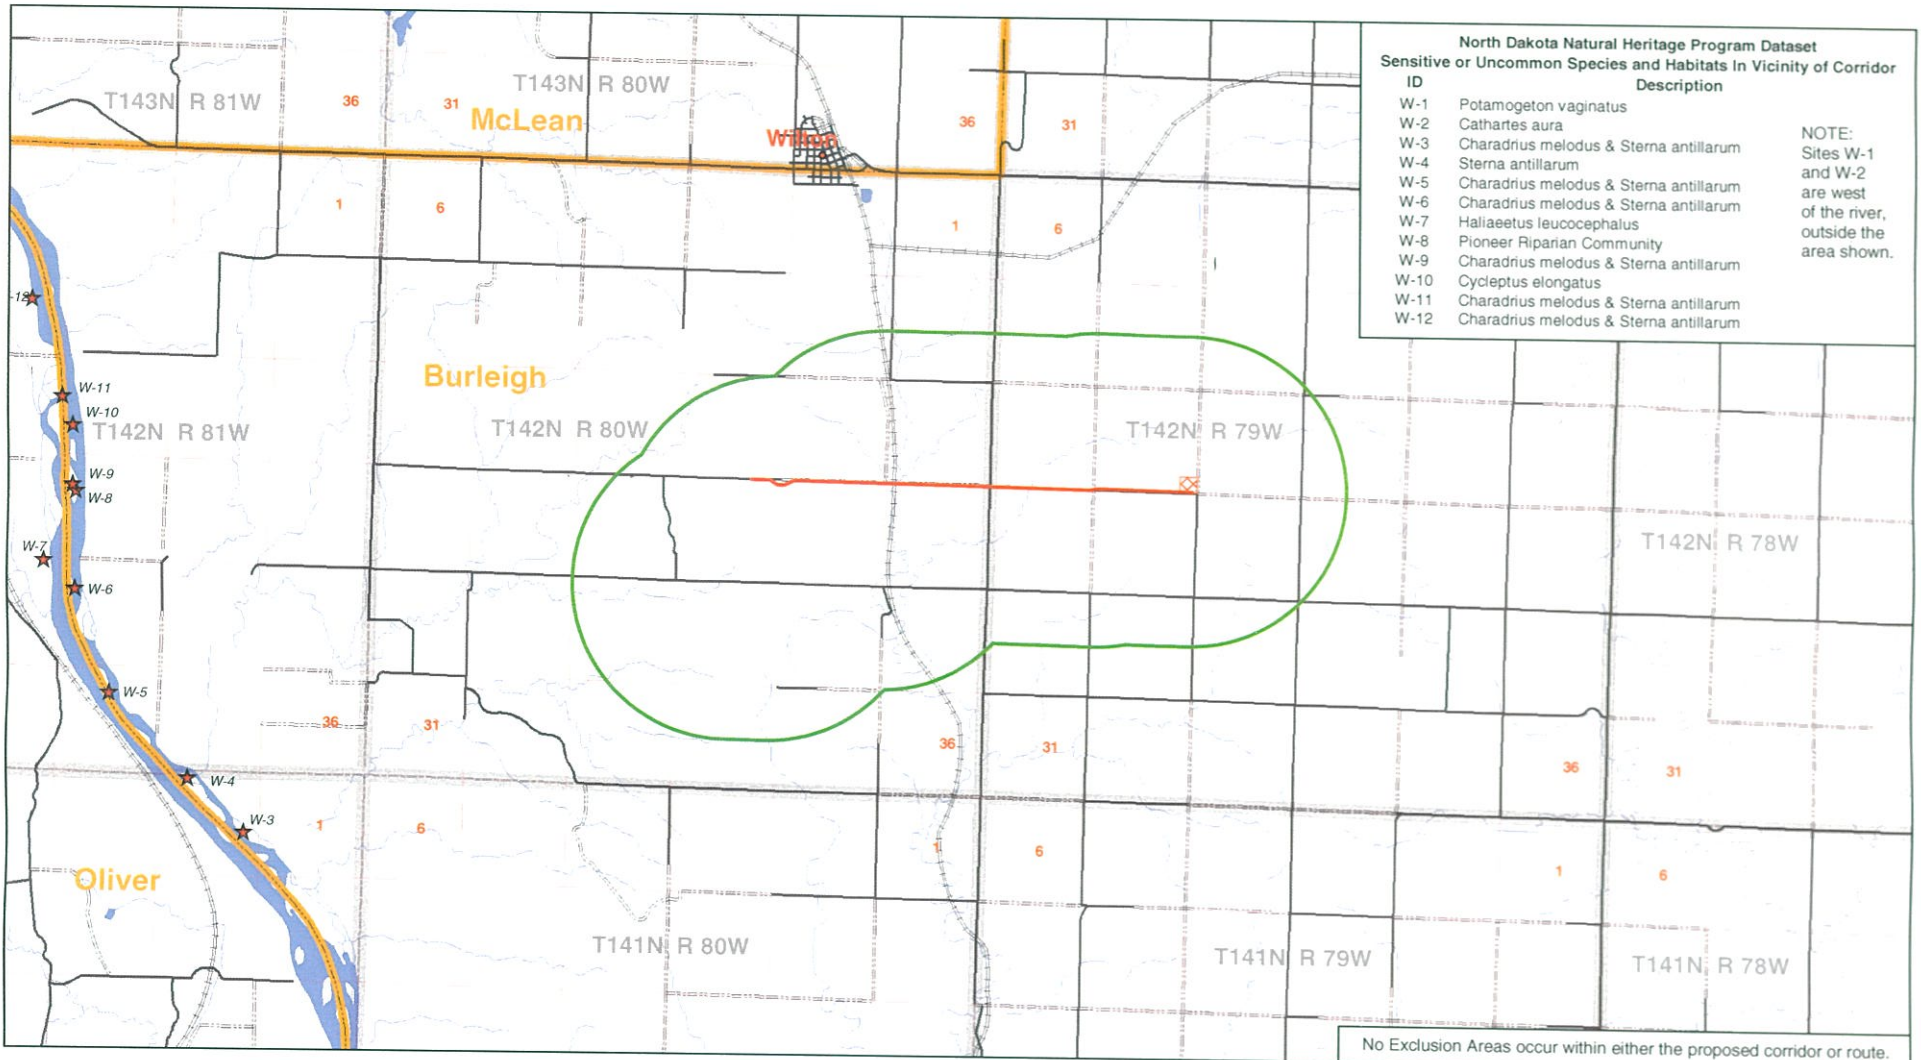 North Dakota Natural Heritage Program Dataset
Sensitive or Uncommon Species and Habitats In Vicinity of Corridor
ID Description
W-1 Potamogeton vaginatus
W-2 Cathartes aura
W-3 Charadrius melodus & Sterna antillarum
W-4 Sterna antillarum
W-5 Charadrius melodus & Sterna antillarum
W-6 Charadrius melodus & Sterna antillarum
W-7 Haliaeetus leucocephalus
W-8 Pioneer Riparian Community
W-9 Charadrius melodus & Sterna antillarum
W-10 Cycleptus elongatus
W-11 Charadrius melodus & Sterna antillarum
W-12 Charadrius melodus & Sterna antillarum
NOTE:
Sites W-1
and W-2
are west
of the river,
outside the
area shown.
T143N R 81W
36
31
T143N R 80W
McLean
Wilton
36
31
1
6
1
6
-12
Burleigh
W-11
W-10
T142N R 81W
T142N R 80W
T142N R 79W
W-9
W-8
W-7
W-6
T142N R 78W
W-5
36
31
36
31
36
31
W-4
W-3
1
6
1
6
1
6
Oliver
T141N R 80W
T141N R 79W
T141N R 78W
No Exclusion Areas occur within either the proposed corridor or route.